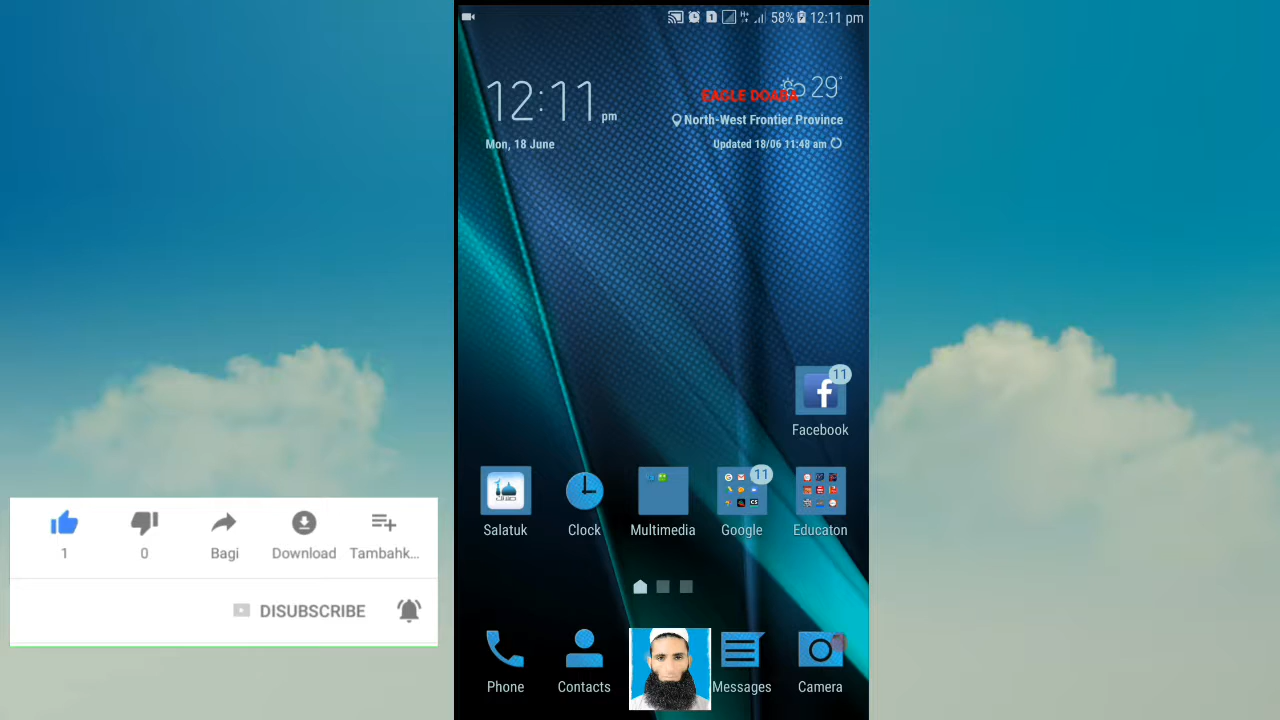 58% 12:11 pm
12:11 pm
29°
EAGLE DOABA
North-West Frontier Province
Mon, 18 June
Updated 18/06 11:48 am
11
Facebook
11
Salatuk
Clock
Multimedia
Google
Educaton
1
0
Bagi
Download
Tambahk...
DISUBSCRIBE
Phone
Contacts
Messages
Camera